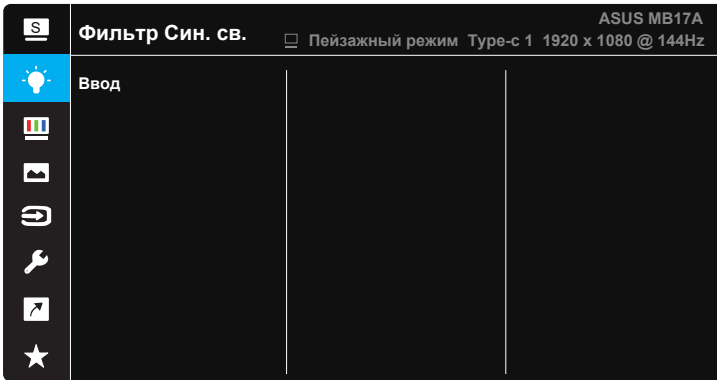 S
ASUS MB17A
Фильтр Син. св.
Пейзажный режим Type-c 1 1920 x 1080 @ 144Hz
Ввод